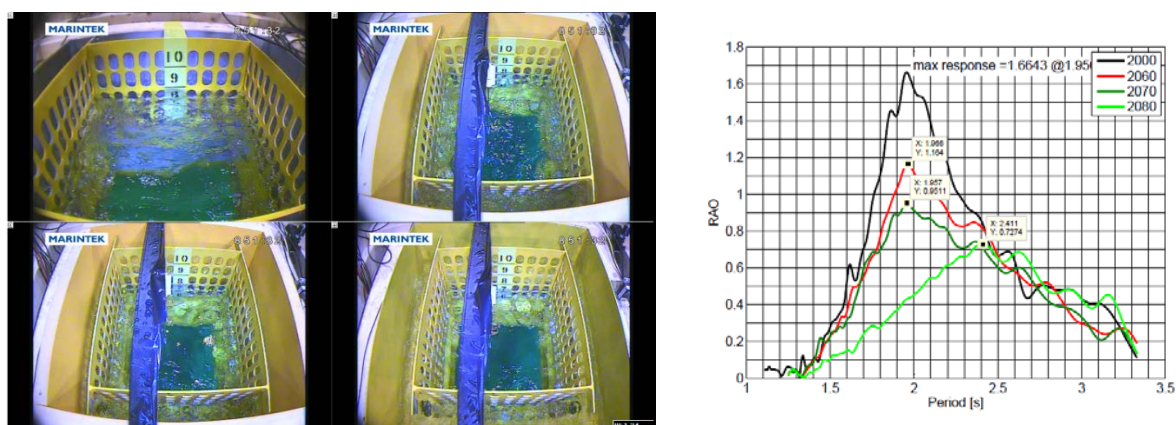 MARINTEK
10
9
MARINTEK
10
9
MARINTEK
10
9
MARINTEK
10
9
1.8
1.6
1.4
1.2
1
0.8
0.6
0.4
0.2
0
RAO
max response =1.6643 @1.95
2000
2060
2070
2080
X: 1.966
Y: 1.164
X: 1.957
Y: 0.9511
X: 2.411
Y: 0.7274
1 1.5 2 2.5 3 3.5
Period [s]